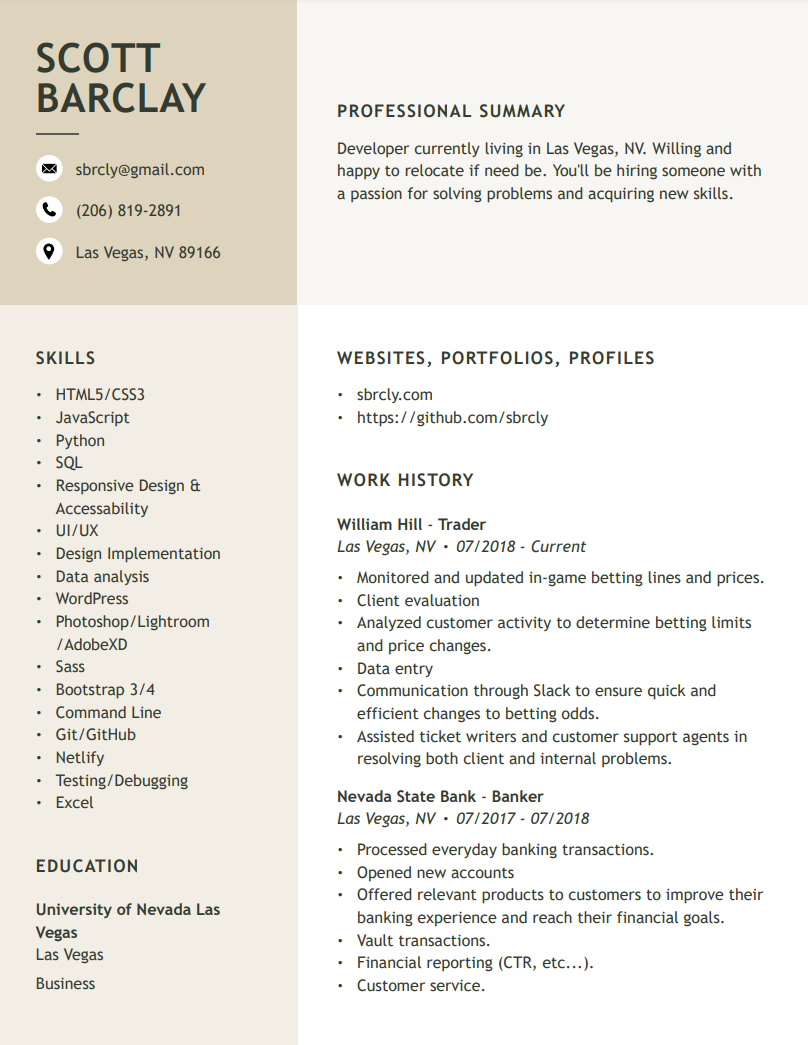 SCOTT
BARCLAY
sbrcly@gmail.com
(206) 819-2891
Las Vegas, NV 89166
PROFESSIONAL SUMMARY
Developer currently living in Las Vegas, NV. Willing and
happy to relocate if need be. You'll be hiring someone with
a passion for solving problems and acquiring new skills.
SKILLS
• HTML5/CSS3
• JavaScript
• Python
• SQL
• Responsive Design &
Accessability
• UI/UX
• Design Implementation
• Data analysis
• WordPress
• Photoshop/Lightroom
/AdobeXD
• Sass
• Bootstrap 3/4
• Command Line
• Git/GitHub
• Netlify
• Testing/Debugging
• Excel
EDUCATION
University of Nevada Las
Vegas
Las Vegas
Business
WEBSITES, PORTFOLIOS, PROFILES
• sbrcly.com
• https://github.com/sbrcly
WORK HISTORY
William Hill - Trader
Las Vegas, NV • 07/2018 - Current
• Monitored and updated in-game betting lines and prices.
• Client evaluation
• Analyzed customer activity to determine betting limits
and price changes.
• Data entry
• Communication through Slack to ensure quick and
efficient changes to betting odds.
• Assisted ticket writers and customer support agents in
resolving both client and internal problems.
Nevada State Bank - Banker
Las Vegas, NV • 07/2017 - 07/2018
• Processed everyday banking transactions.
• Opened new accounts
• Offered relevant products to customers to improve their
banking experience and reach their financial goals.
• Vault transactions.
• Financial reporting (CTR, etc...).
• Customer service.